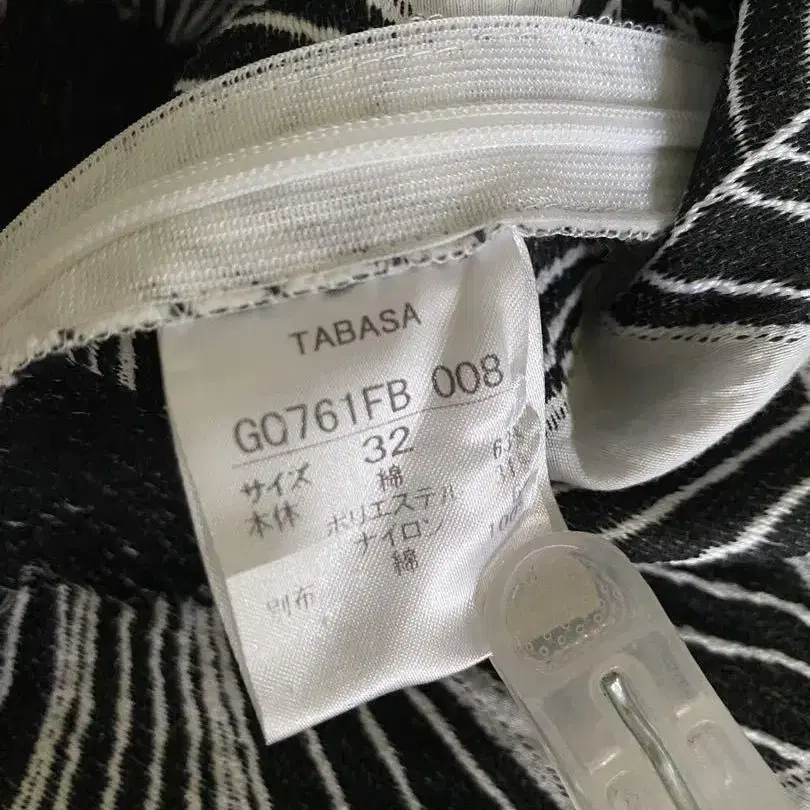 TABASA
GQ761FB 008
サイズ 32
本体 綿
ポリエステル
ナイロン
別布 綿